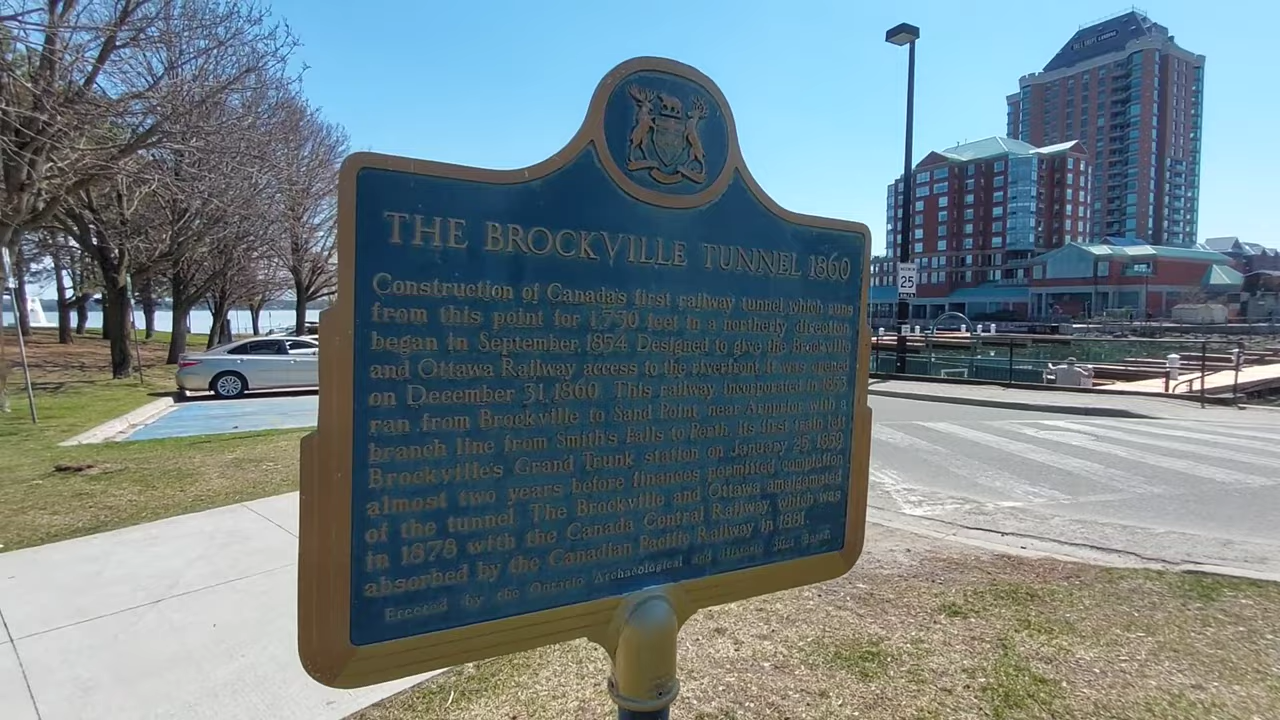 THE BROCKVILLE TUNNEL 1860
Construction of Canada's first railway tunnel which runs
from this point for 1,730 feet in a northerly direction
began in September, 1854. Designed to give the Brockville
and Ottawa Railway access to the riverfront, it was opened
on December 31, 1860. This railway, incorporated in 1853,
ran from Brockville to Sand Point, near Arnprior with a
branch line from Smith's Falls to Perth. Its first train left
Brockville's Grand Trunk station on January 25, 1859
almost two years before finances permitted completion
of the tunnel. The Brockville and Ottawa amalgamated
in 1878 with the Canada Central Railway, which was
absorbed by the Canadian Pacific Railway in 1881.
Erected by the Ontario Archaeological and Historic Sites Board
MAXIMUM
25